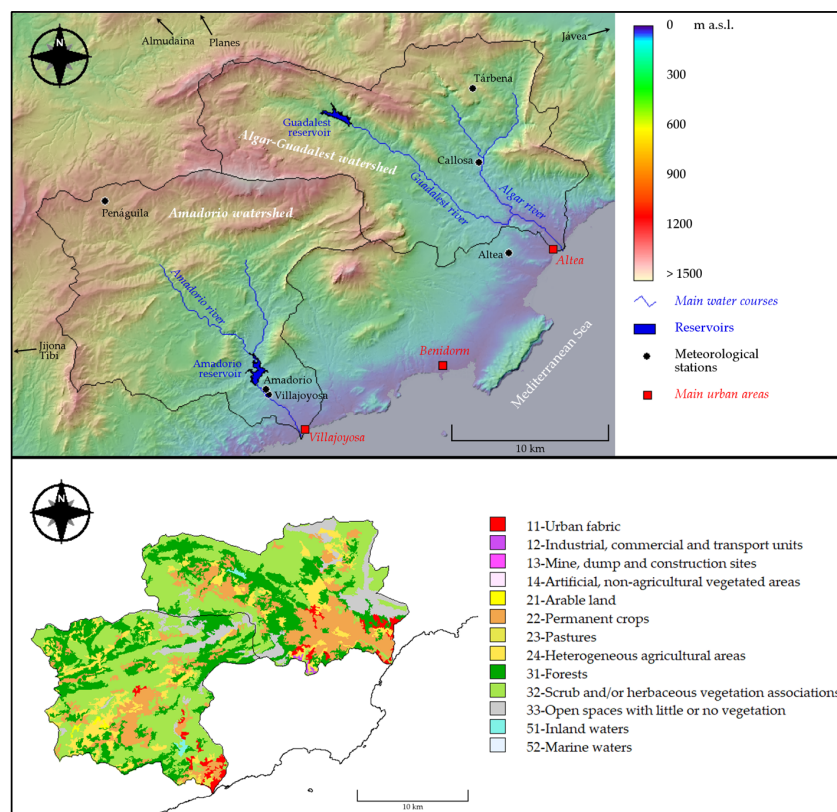 N
Almudaina
Planes
Jávea
Tárbena
Guadalest
reservoir
Algar-Guadalest watershed
Callosa
Guadalest river
Algar river
Penáguila
Amadorio watershed
Altea
Altea
Amadorio river
Jijona
Tibi
Amadorio
reservoir
Amadorio
Villajoyosa
Benidorm
Mediterranean Sea
Villajoyosa
10 km
0 m a.s.l.
300
600
900
1200
> 1500
Main water courses
Reservoirs
Meteorological
stations
Main urban areas
N
11-Urban fabric
12-Industrial, commercial and transport units
13-Mine, dump and construction sites
14-Artificial, non-agricultural vegetated areas
21-Arable land
22-Permanent crops
23-Pastures
24-Heterogeneous agricultural areas
31-Forests
32-Scrub and/or herbaceous vegetation associations
33-Open spaces with little or no vegetation
51-Inland waters
52-Marine waters
10 km